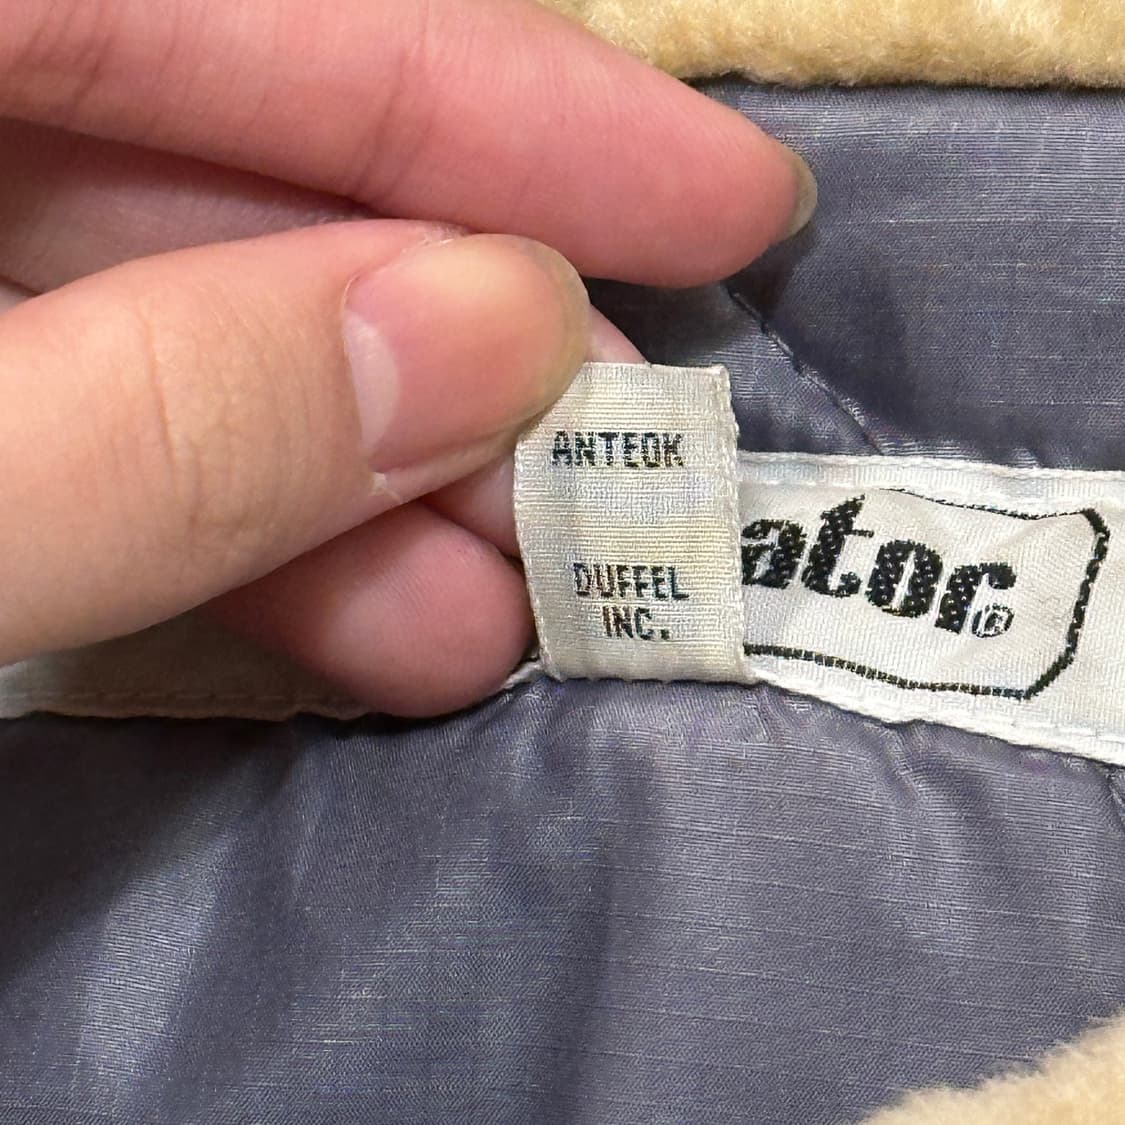 ANTEOK
DUFFEL
INC.
ator®